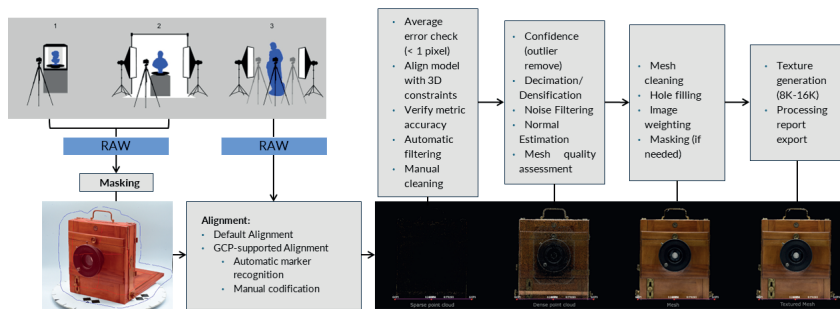 1
2
3
RAW
RAW
Masking
Alignment:
• Default Alignment
• GCP-supported Alignment
• Automatic marker
recognition
• Manual codification
• Average
error check
(< 1 pixel)
• Align model
with 3D
constraints
• Verify metric
accuracy
• Automatic
filtering
• Manual
cleaning
• Confidence
(outlier
remove)
• Decimation/
Densification
• Noise Filtering
• Normal
Estimation
• Mesh quality
assessment
• Mesh
cleaning
• Hole filling
• Image
weighting
• Masking (if
needed)
• Texture
generation
(8K-16K)
• Processing
report
export
Sparse point cloud
Dense point cloud
Mesh
Textured Mesh